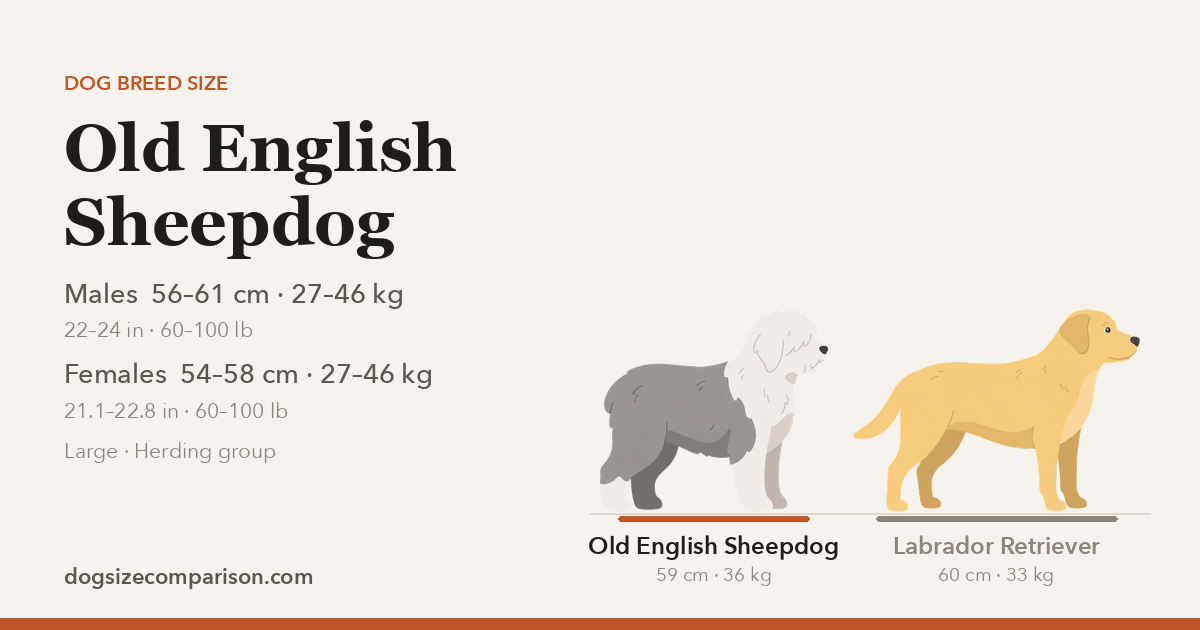 DOG BREED SIZE
Old English
Sheepdog
Males 56–61 cm · 27–46 kg
22–24 in · 60–100 lb
Females 54–58 cm · 27–46 kg
21.1–22.8 in · 60–100 lb
Large · Herding group
Old English Sheepdog
59 cm · 36 kg
Labrador Retriever
60 cm · 33 kg
dogsizecomparison.com